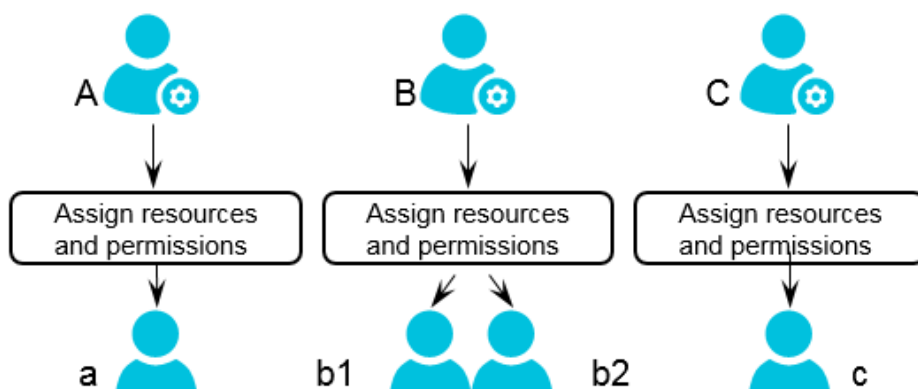 A
B
C
Assign resources
and permissions
Assign resources
and permissions
Assign resources
and permissions
a
b1
b2
c